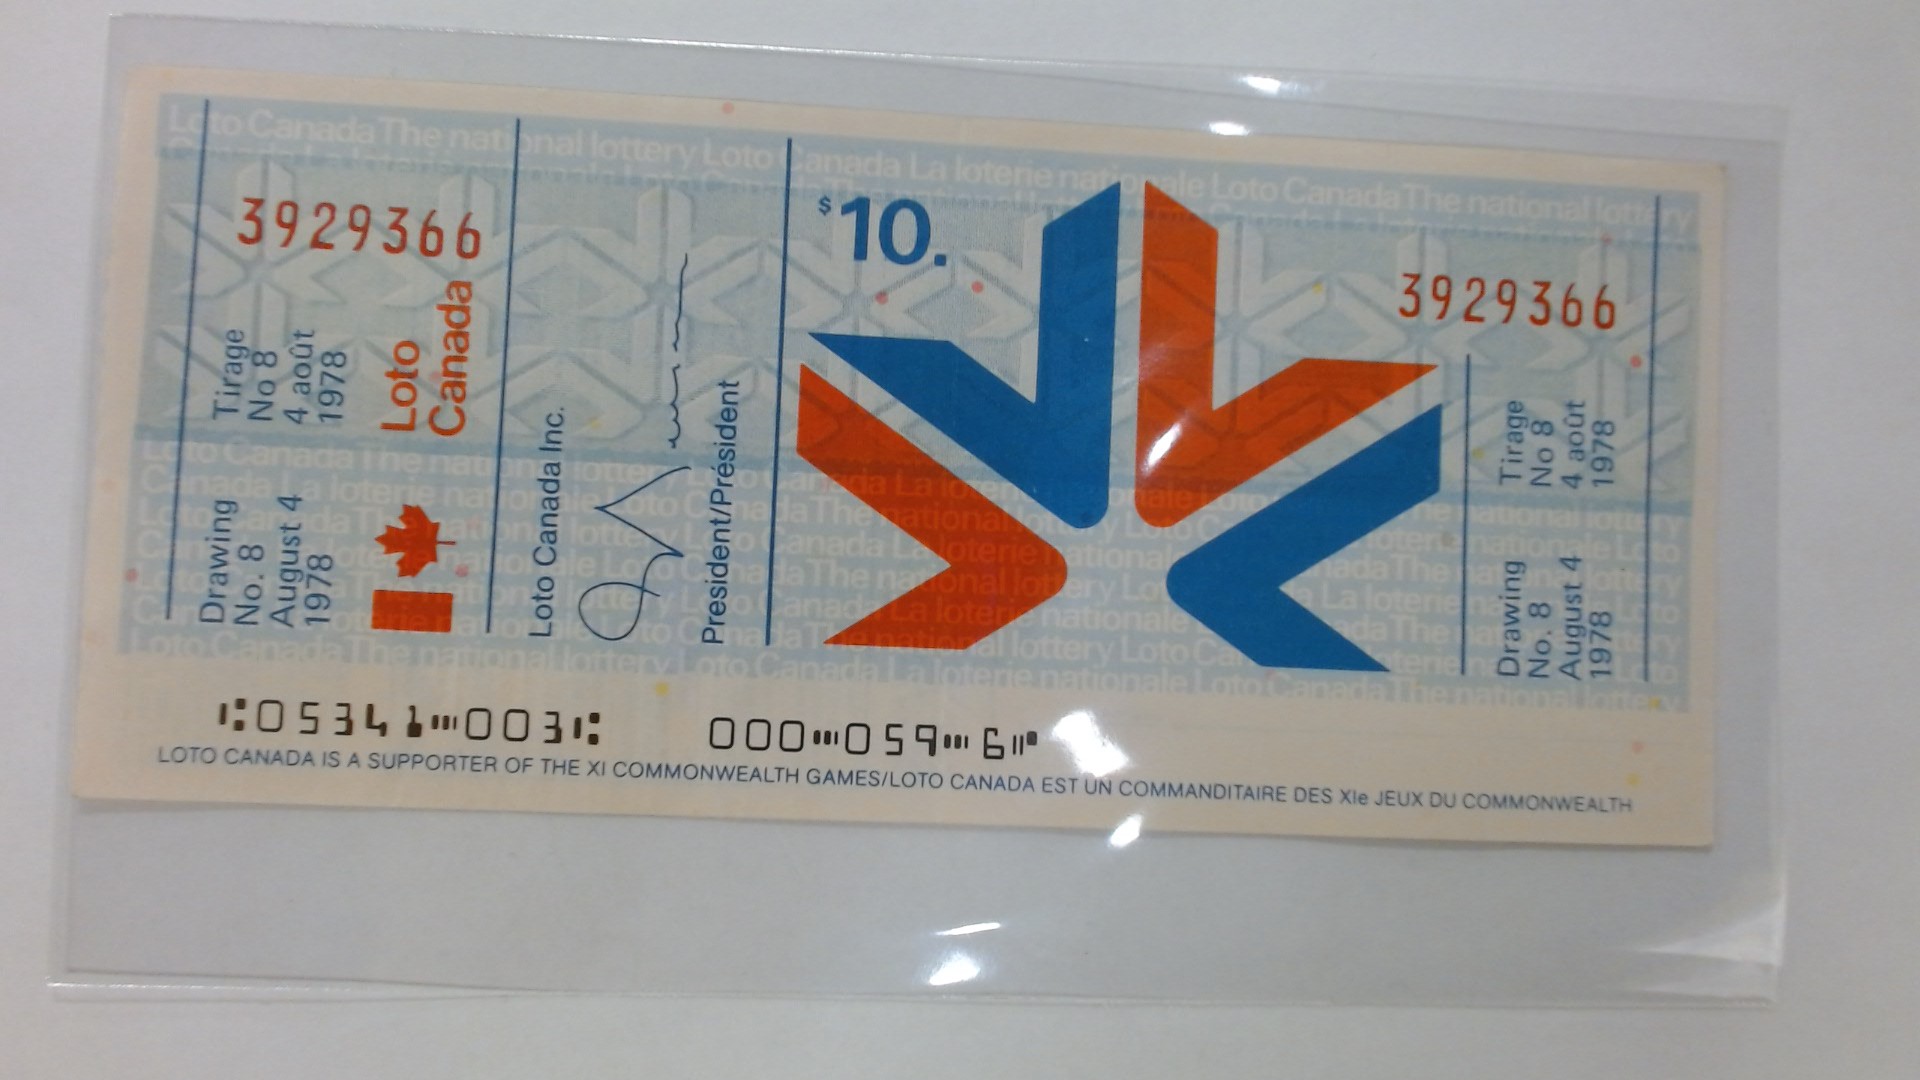 Loto Canada The national lottery Loto Canada La loterie nationale Loto Canada The national lottery
3929366
Tirage
No 8
4 août
1978
Loto
Canada
Drawing
No. 8
August 4
1978
Loto Canada Inc.
President/Président
$10.
3929366
Tirage
No 8
4 août
1978
Drawing
No. 8
August 4
1978
05341 003 000 059 6
LOTO CANADA IS A SUPPORTER OF THE XI COMMONWEALTH GAMES/LOTO CANADA EST UN COMMANDITAIRE DES XIe JEUX DU COMMONWEALTH